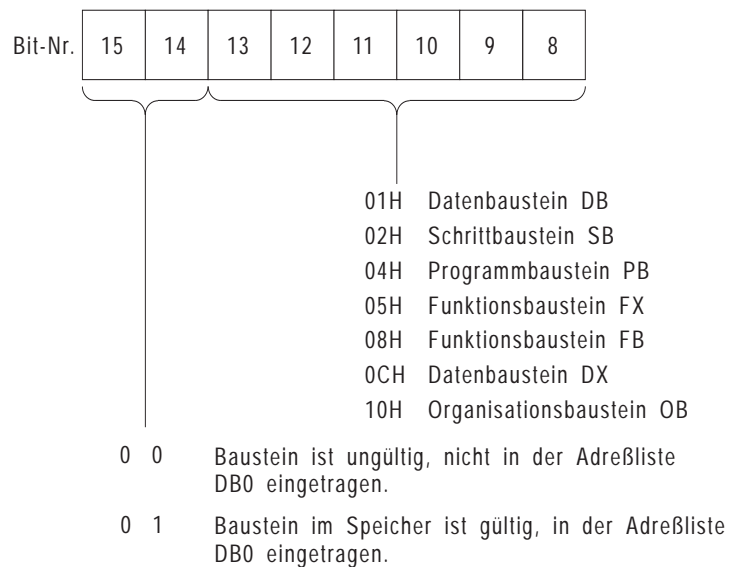 Bit-Nr. 15 14 13 12 11 10 9 8
01H Datenbaustein DB
02H Schrittbaustein SB
04H Programmbaustein PB
05H Funktionsbaustein FX
08H Funktionsbaustein FB
0CH Datenbaustein DX
10H Organisationsbaustein OB
0 0 Baustein ist ungültig, nicht in der Adreßliste
DB0 eingetragen.
0 1 Baustein im Speicher ist gültig, in der Adreßliste
DB0 eingetragen.